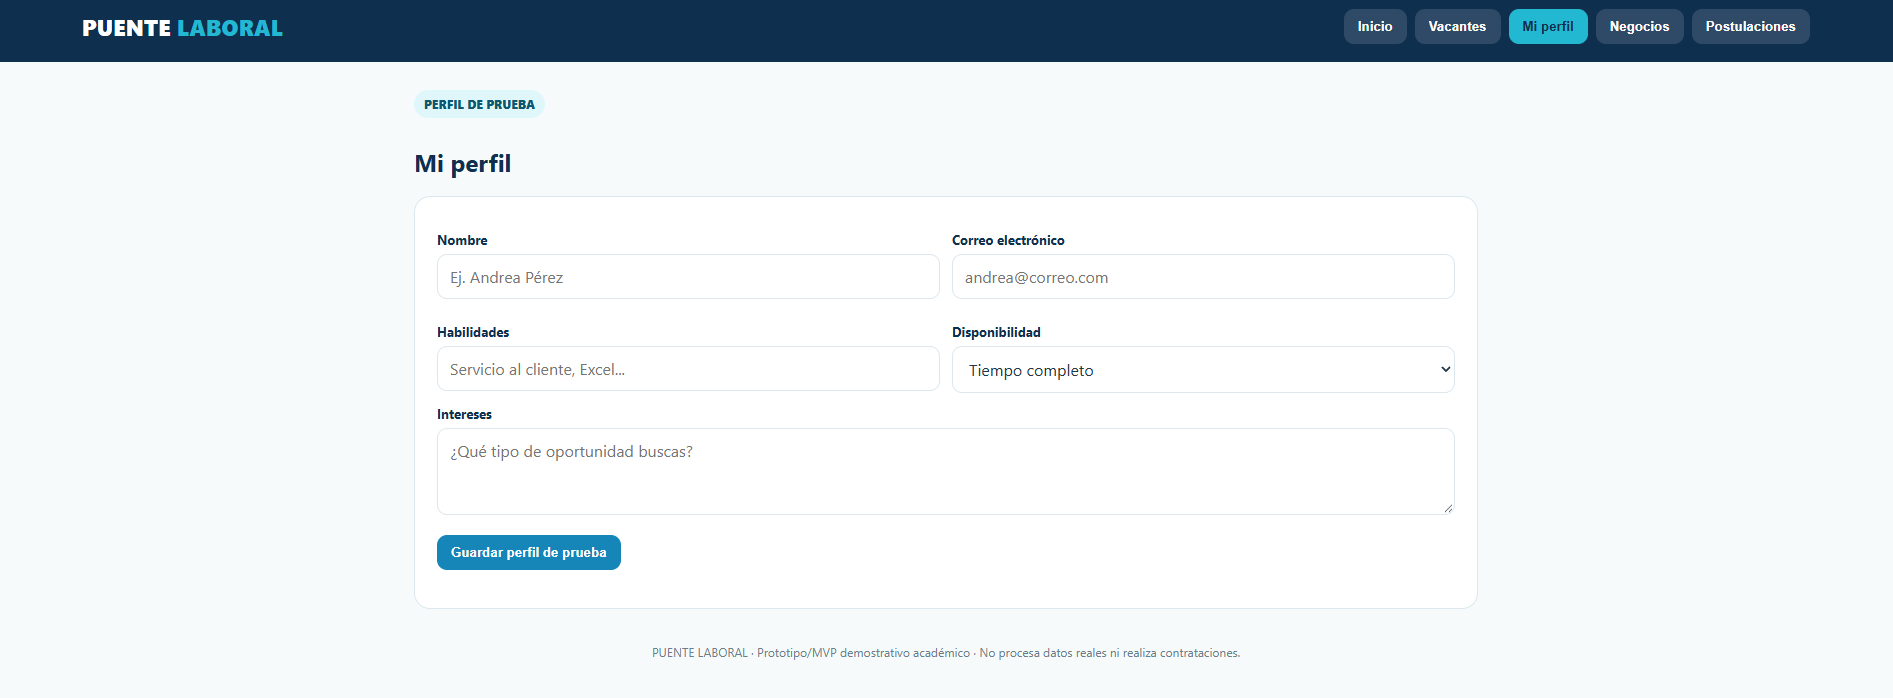 PUENTE LABORAL
Inicio
Vacantes
Mi perfil
Negocios
Postulaciones
PERFIL DE PRUEBA
Mi perfil
Nombre
Ej. Andrea Pérez
Correo electrónico
andrea@correo.com
Habilidades
Servicio al cliente, Excel...
Disponibilidad
Tiempo completo
Intereses
¿Qué tipo de oportunidad buscas?
Guardar perfil de prueba
PUENTE LABORAL · Prototipo/MVP demostrativo académico · No procesa datos reales ni realiza contrataciones.